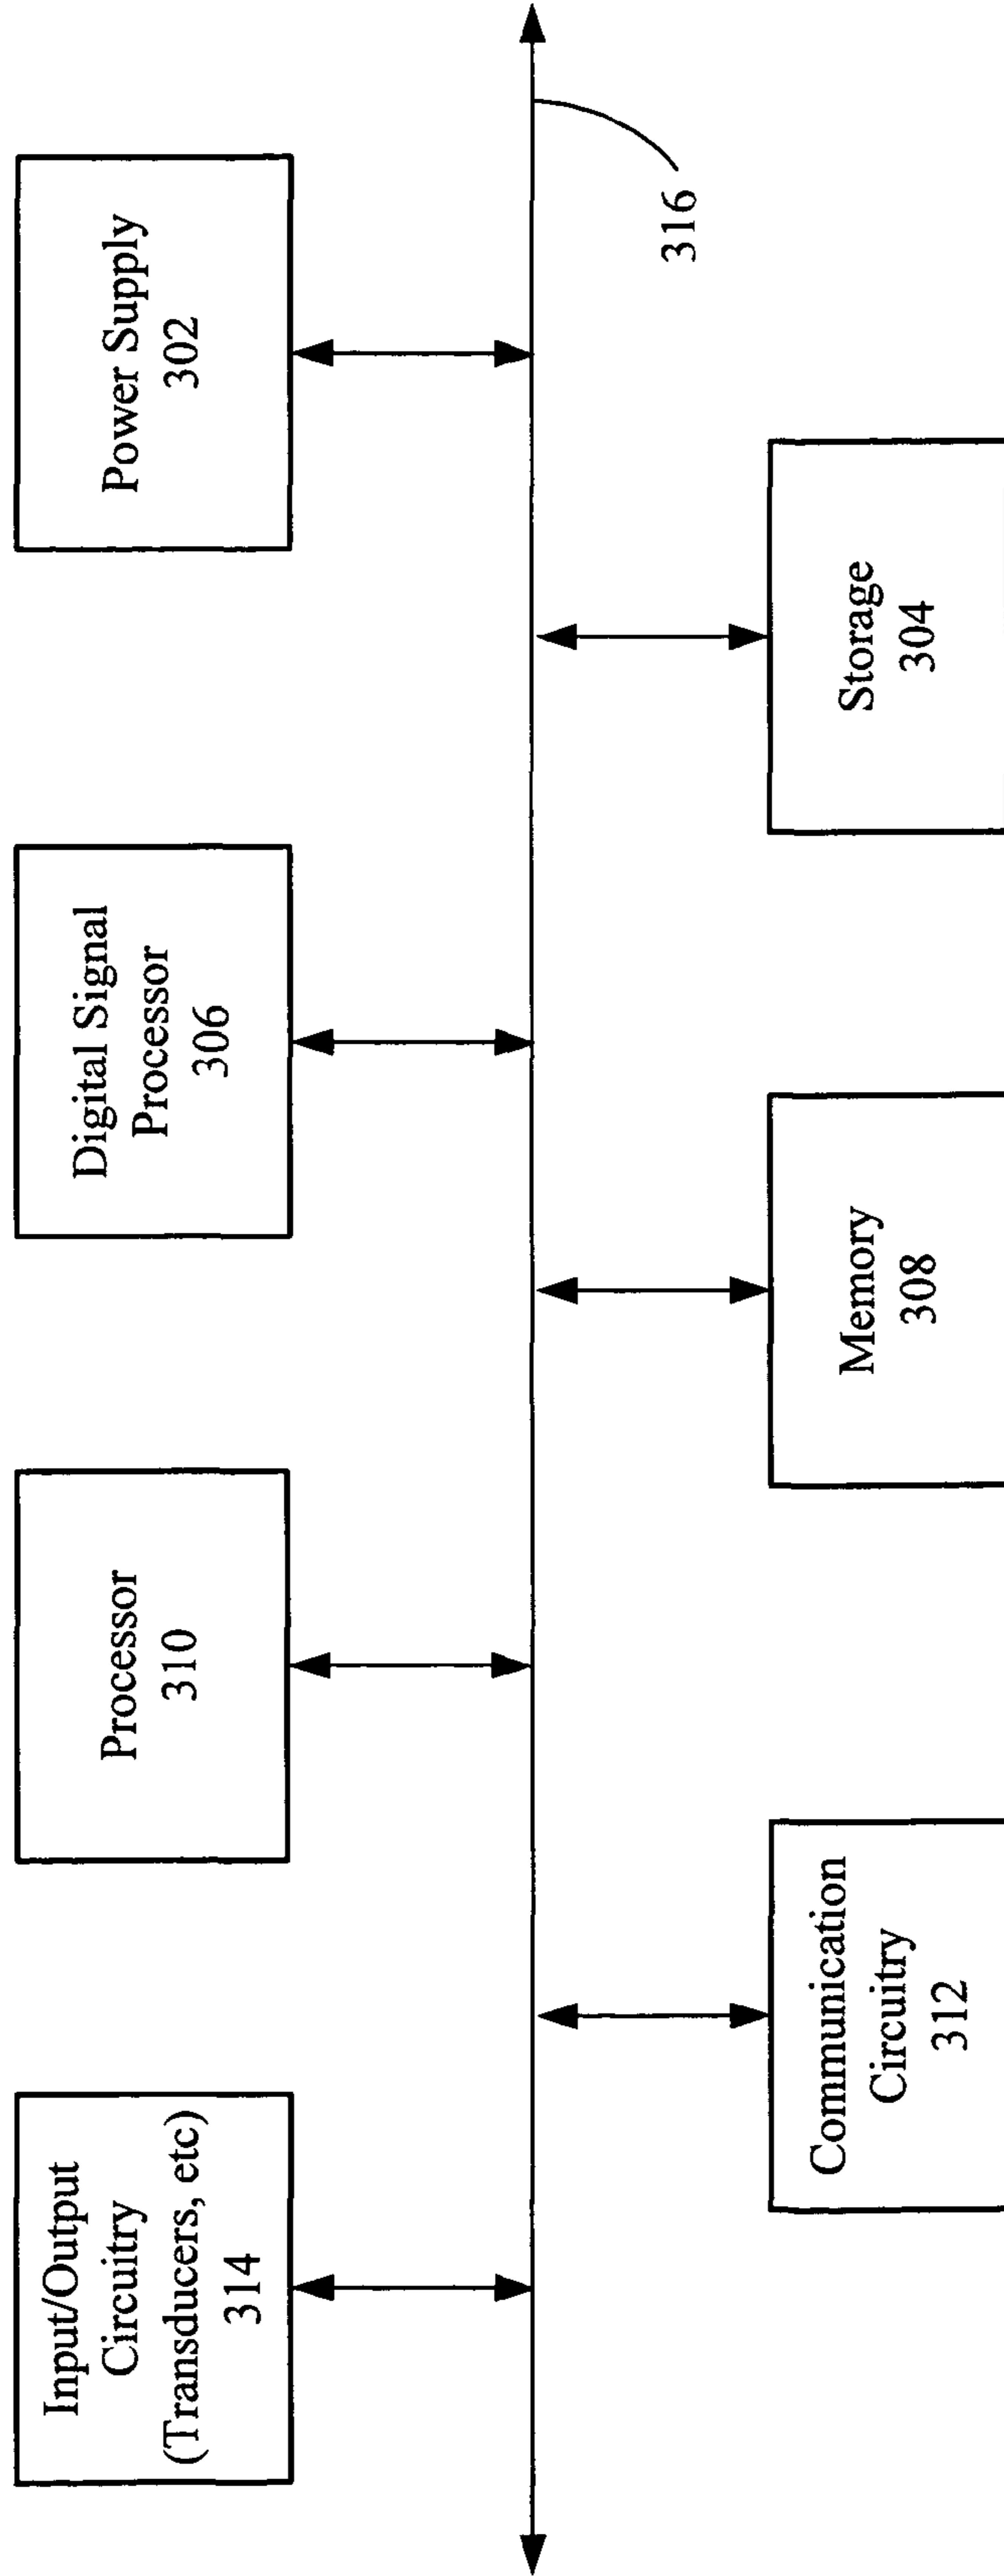 Input/Output
Circuitry
(Transducers, etc)
314
Processor
310
Digital Signal
Processor
306
Power Supply
302
316
Communication
Circuitry
312
Memory
308
Storage
304